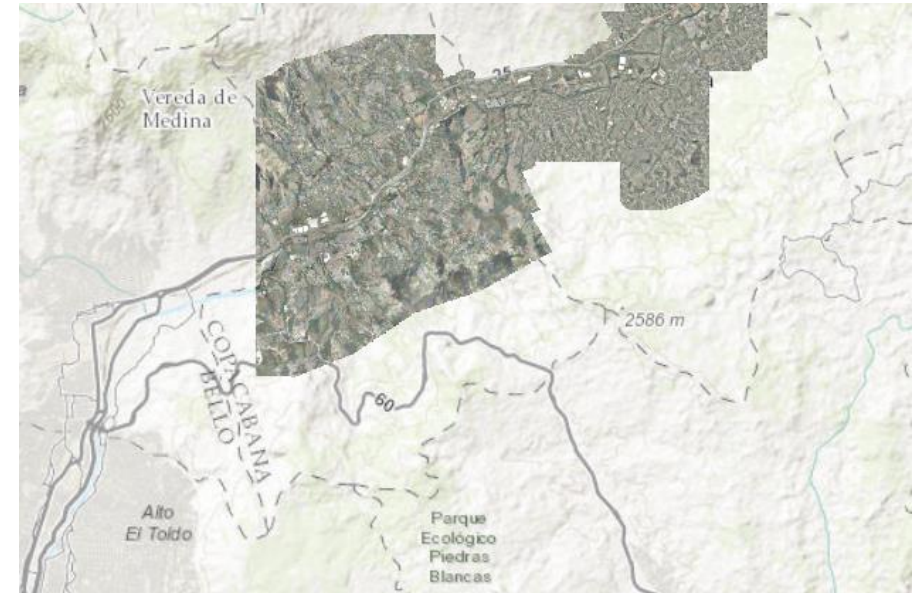 25
Vereda de
Medina
2586 m
COPACABANA
BELLO
60
Alto
El Toldo
Parque
Ecológico
Piedras
Blancas